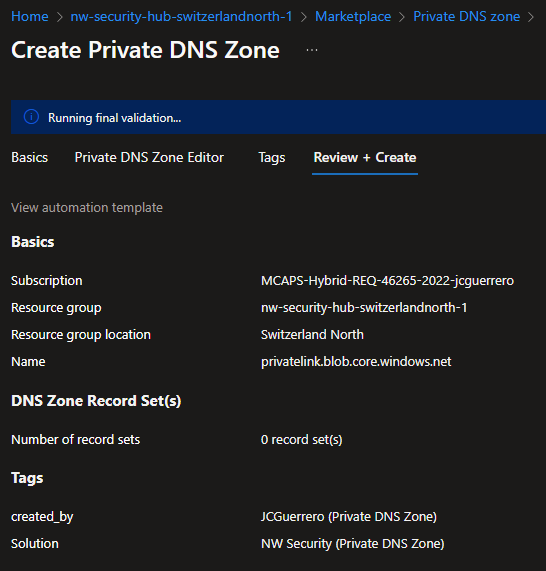 Home > nw-security-hub-switzerlandnorth-1 > Marketplace > Private DNS zone >
Create Private DNS Zone ...
Running final validation...
Basics Private DNS Zone Editor Tags Review + Create
View automation template
Basics
Subscription MCAPS-Hybrid-REQ-46265-2022-jcguerrero
Resource group nw-security-hub-switzerlandnorth-1
Resource group location Switzerland North
Name privatelink.blob.core.windows.net
DNS Zone Record Set(s)
Number of record sets 0 record set(s)
Tags
created_by JCGuerrero (Private DNS Zone)
Solution NW Security (Private DNS Zone)